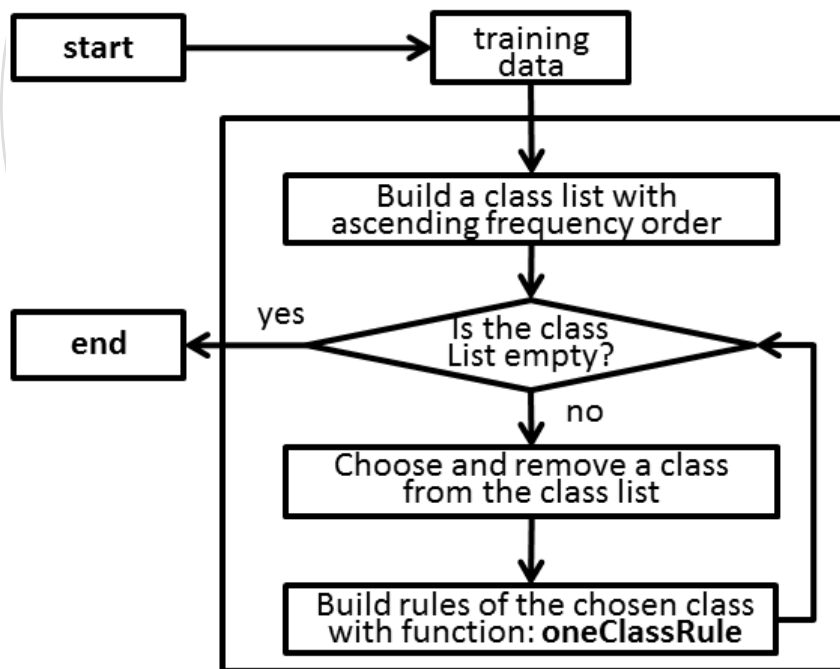 start
training
data
Build a class list with
ascending frequency order
yes
end
Is the class
List empty?
no
Choose and remove a class
from the class list
Build rules of the chosen class
with function: oneClassRule